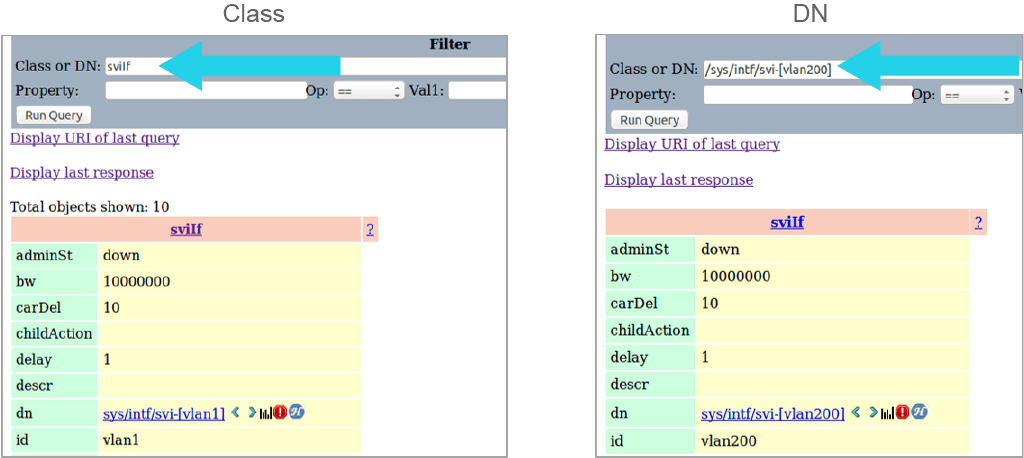 Class
Filter
Class or DN: sviIf
Property: Op: == Val1:
Run Query
Display URI of last query
Display last response
Total objects shown: 10
sviIf ?
adminSt down
bw 10000000
carDel 10
childAction
delay 1
descr
dn sys/intf/svi-[vlan1]
id vlan1
DN
Class or DN: /sys/intf/svi-[vlan200]
Property: Op: ==
Run Query
Display URI of last query
Display last response
sviIf ?
adminSt down
bw 10000000
carDel 10
childAction
delay 1
descr
dn sys/intf/svi-[vlan200]
id vlan200